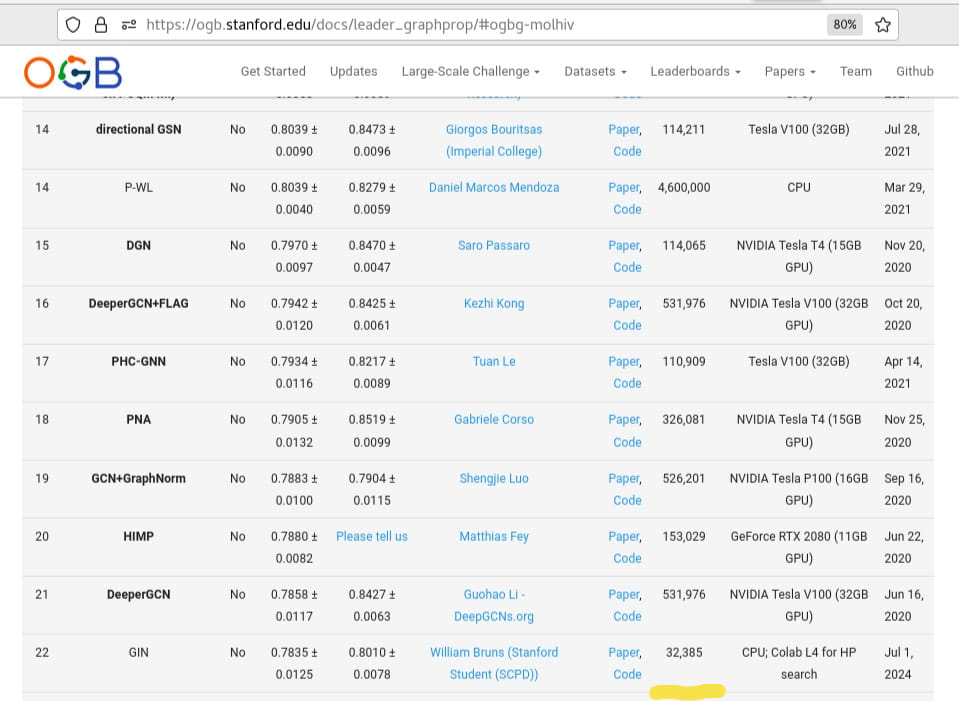 https://ogb.stanford.edu/docs/leader_graphprop/#ogbg-molhiv 80%
OGB Get Started Updates Large-Scale Challenge Datasets Leaderboards Papers Team Github
14 directional GSN No 0.8039 ± 0.8473 ± Giorgos Bouritsas Paper, 114,211 Tesla V100 (32GB) Jul 28,
0.0090 0.0096 (Imperial College) Code 2021
14 P-WL No 0.8039 ± 0.8279 ± Daniel Marcos Mendoza Paper, 4,600,000 CPU Mar 29,
0.0040 0.0059 Code 2021
15 DGN No 0.7970 ± 0.8470 ± Saro Passaro Paper, 114,065 NVIDIA Tesla T4 (15GB Nov 20,
0.0097 0.0047 Code GPU) 2020
16 DeeperGCN+FLAG No 0.7942 ± 0.8425 ± Kezhi Kong Paper, 531,976 NVIDIA Tesla V100 (32GB Oct 20,
0.0120 0.0061 Code GPU) 2020
17 PHC-GNN No 0.7934 ± 0.8217 ± Tuan Le Paper, 110,909 Tesla V100 (32GB) Apr 14,
0.0116 0.0089 Code 2021
18 PNA No 0.7905 ± 0.8519 ± Gabriele Corso Paper, 326,081 NVIDIA Tesla T4 (15GB Nov 25,
0.0132 0.0099 Code GPU) 2020
19 GCN+GraphNorm No 0.7883 ± 0.7904 ± Shengjie Luo Paper, 526,201 NVIDIA Tesla P100 (16GB Sep 16,
0.0100 0.0115 Code GPU) 2020
20 HIMP No 0.7880 ± Please tell us Matthias Fey Paper, 153,029 GeForce RTX 2080 (11GB Jun 22,
0.0082 Code GPU) 2020
21 DeeperGCN No 0.7858 ± 0.8427 ± Guohao Li - Paper, 531,976 NVIDIA Tesla V100 (32GB Jun 16,
0.0117 0.0063 DeepGCNs.org Code GPU) 2020
22 GIN No 0.7835 ± 0.8010 ± William Bruns (Stanford Paper, 32,385 CPU; Colab L4 for HP Jul 1,
0.0125 0.0078 Student (SCPD)) Code search 2024